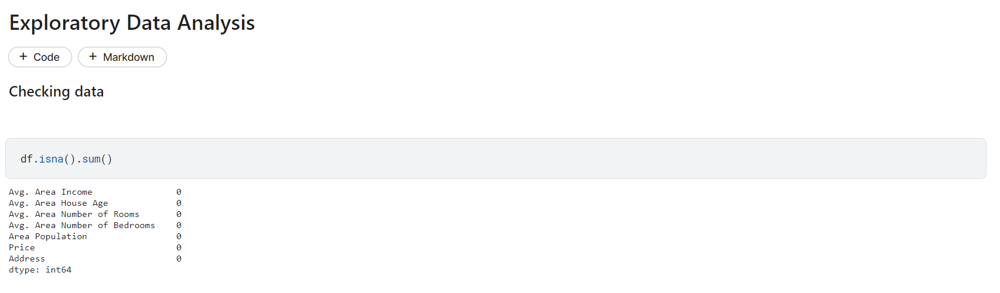 Exploratory Data Analysis
+ Code + Markdown
Checking data
df.isna().sum()
Avg. Area Income 0
Avg. Area House Age 0
Avg. Area Number of Rooms 0
Avg. Area Number of Bedrooms 0
Area Population 0
Price 0
Address 0
dtype: int64